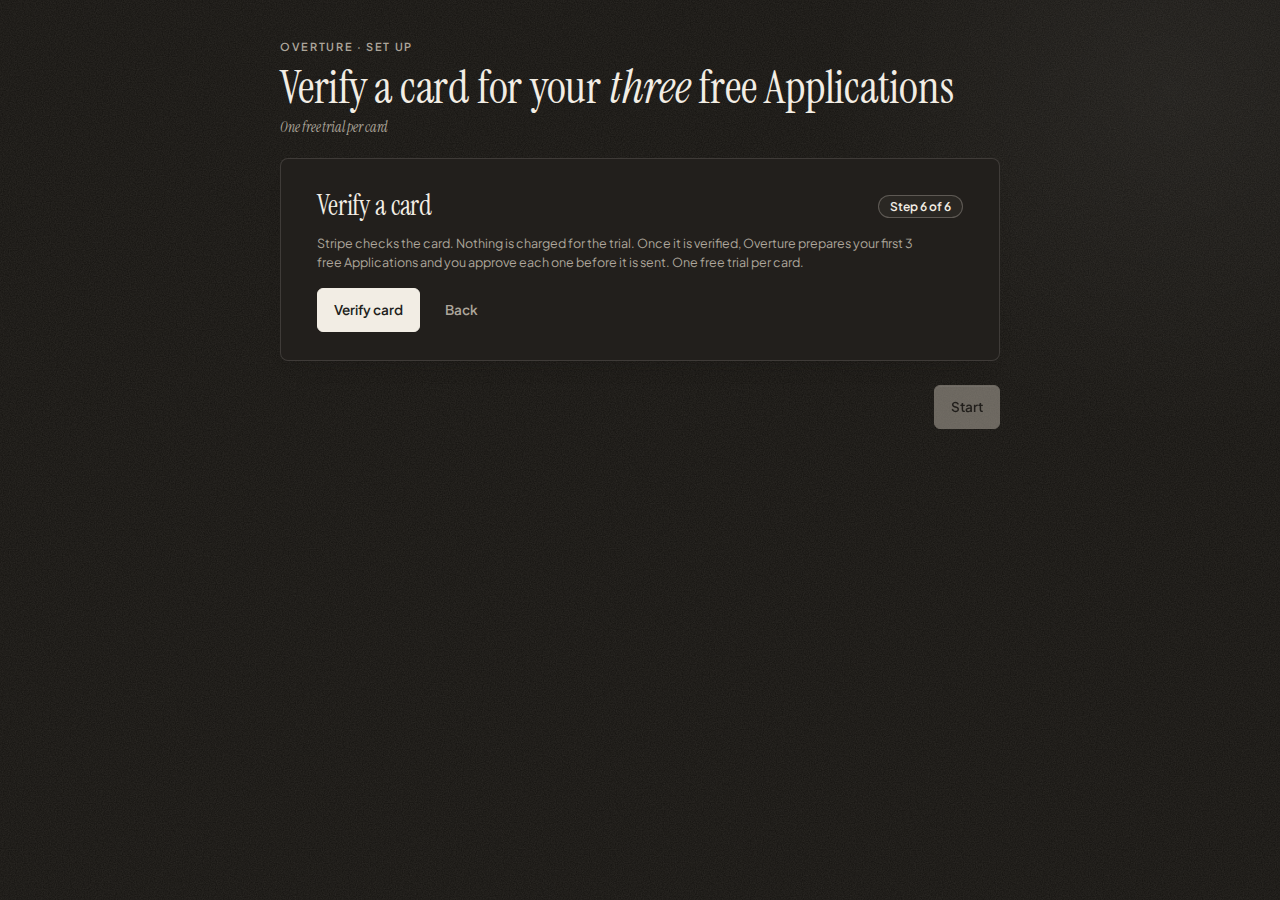 OVERTURE · SET UP
Verify a card for your three free Applications
One free trial per card
Verify a card
Step 6 of 6
Stripe checks the card. Nothing is charged for the trial. Once it is verified, Overture prepares your first 3
free Applications and you approve each one before it is sent. One free trial per card.
Verify card
Back
Start